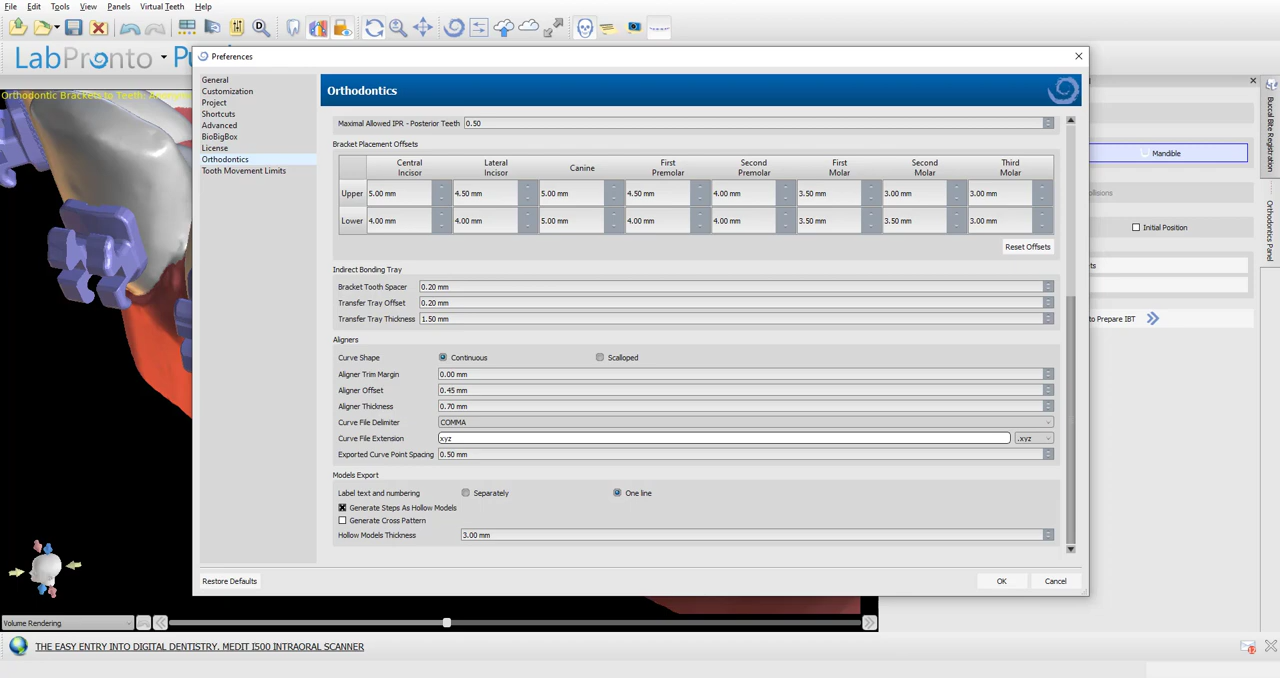 File Edit Tools View Panels Virtual Teeth Help
LabPronto
Preferences
General
Customization
Project
Shortcuts
Advanced
BioBigBox
License
Orthodontics
Tooth Movement Limits
Orthodontics
Maximal Allowed IPR - Posterior Teeth 0.50
Bracket Placement Offsets
Central Incisor Lateral Incisor Canine First Premolar Second Premolar First Molar Second Molar Third Molar
Upper 5.00 mm 4.50 mm 5.00 mm 4.50 mm 4.00 mm 3.50 mm 3.00 mm 3.00 mm
Lower 4.00 mm 4.00 mm 5.00 mm 4.00 mm 4.00 mm 3.50 mm 3.50 mm 3.00 mm
Reset Offsets
Indirect Bonding Tray
Bracket Tooth Spacer 0.20 mm
Transfer Tray Offset 0.20 mm
Transfer Tray Thickness 1.50 mm
Aligners
Curve Shape Continuous Scalloped
Aligner Trim Margin 0.00 mm
Aligner Offset 0.45 mm
Aligner Thickness 0.70 mm
Curve File Delimiter COMMA
Curve File Extension xyz .xyz
Exported Curve Point Spacing 0.50 mm
Models Export
Label text and numbering Separately One line
Generate Steps As Hollow Models
Generate Cross Pattern
Hollow Models Thickness 3.00 mm
Restore Defaults OK Cancel
Orthodontic Brackets to Teeth:
Mandible
Initial Position
to Prepare IBT
Buccal Bite Registration
Orthodontics Panel
Volume Rendering
THE EASY ENTRY INTO DIGITAL DENTISTRY, MEDIT I500 INTRAORAL SCANNER